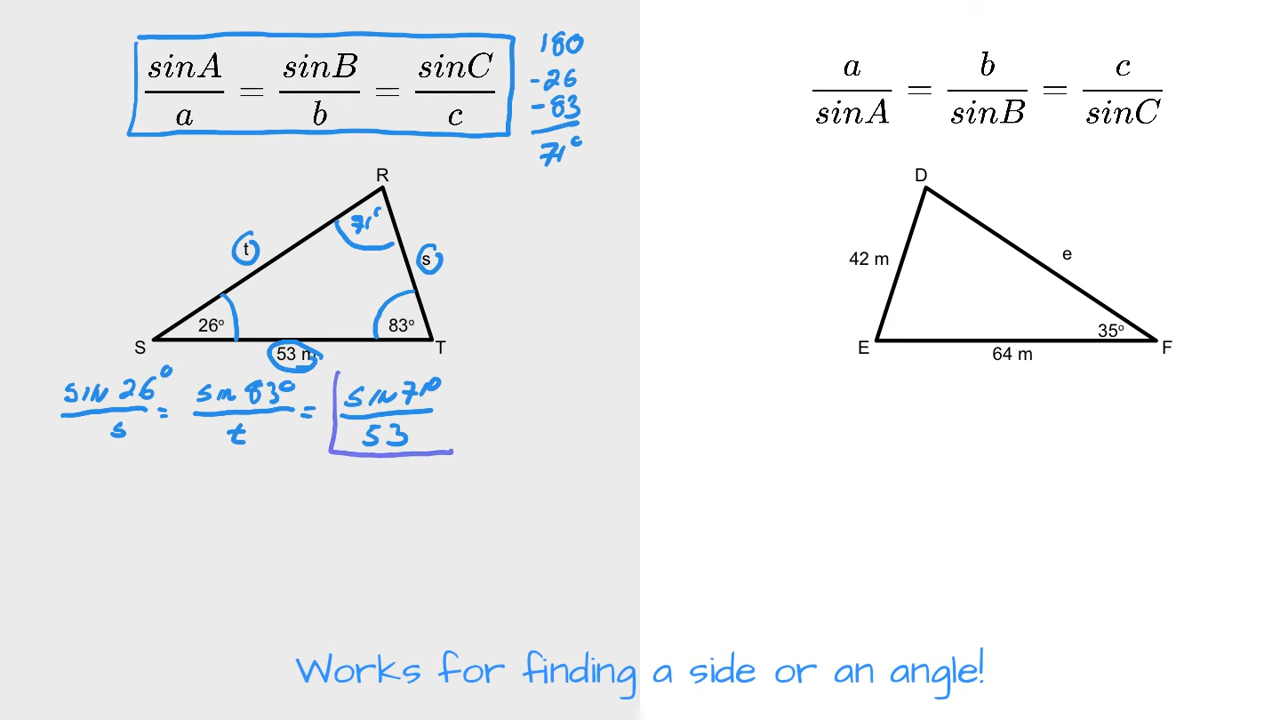 sinA/a = sinB/b = sinC/c
180
-26
-83
71°
R
71°
t
s
26°
83°
S
53 m
T
sin 26°/s = sin 83°/t = sin 71°/53
a/sinA = b/sinB = c/sinC
D
42 m
e
35°
E
64 m
F
Works for finding a side or an angle!